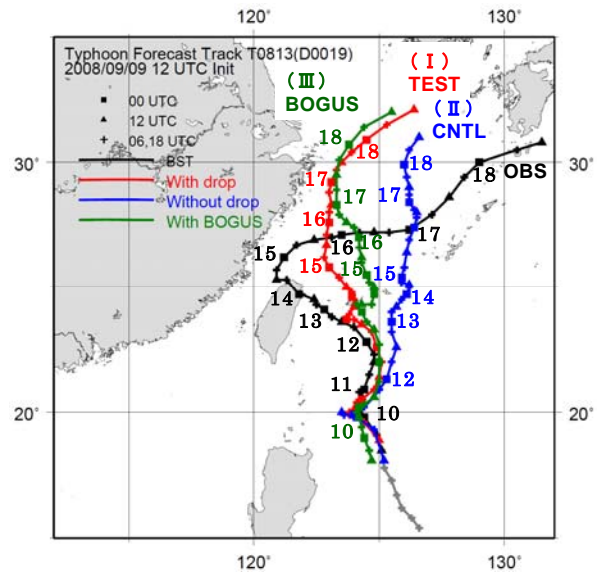 120°
130°
Typhoon Forecast Track T0813(D0019)
2008/09/09 12 UTC Init
00 UTC
12 UTC
06,18 UTC
BST
With drop
Without drop
With BOGUS
(Ⅲ)
BOGUS
(Ⅰ)
TEST
(Ⅱ)
CNTL
OBS
30°
30°
20°
20°
18
18
18
18
17
17
17
17
16
16
16
15
15
15
15
14
14
13
13
12
12
11
10
10
120°
130°